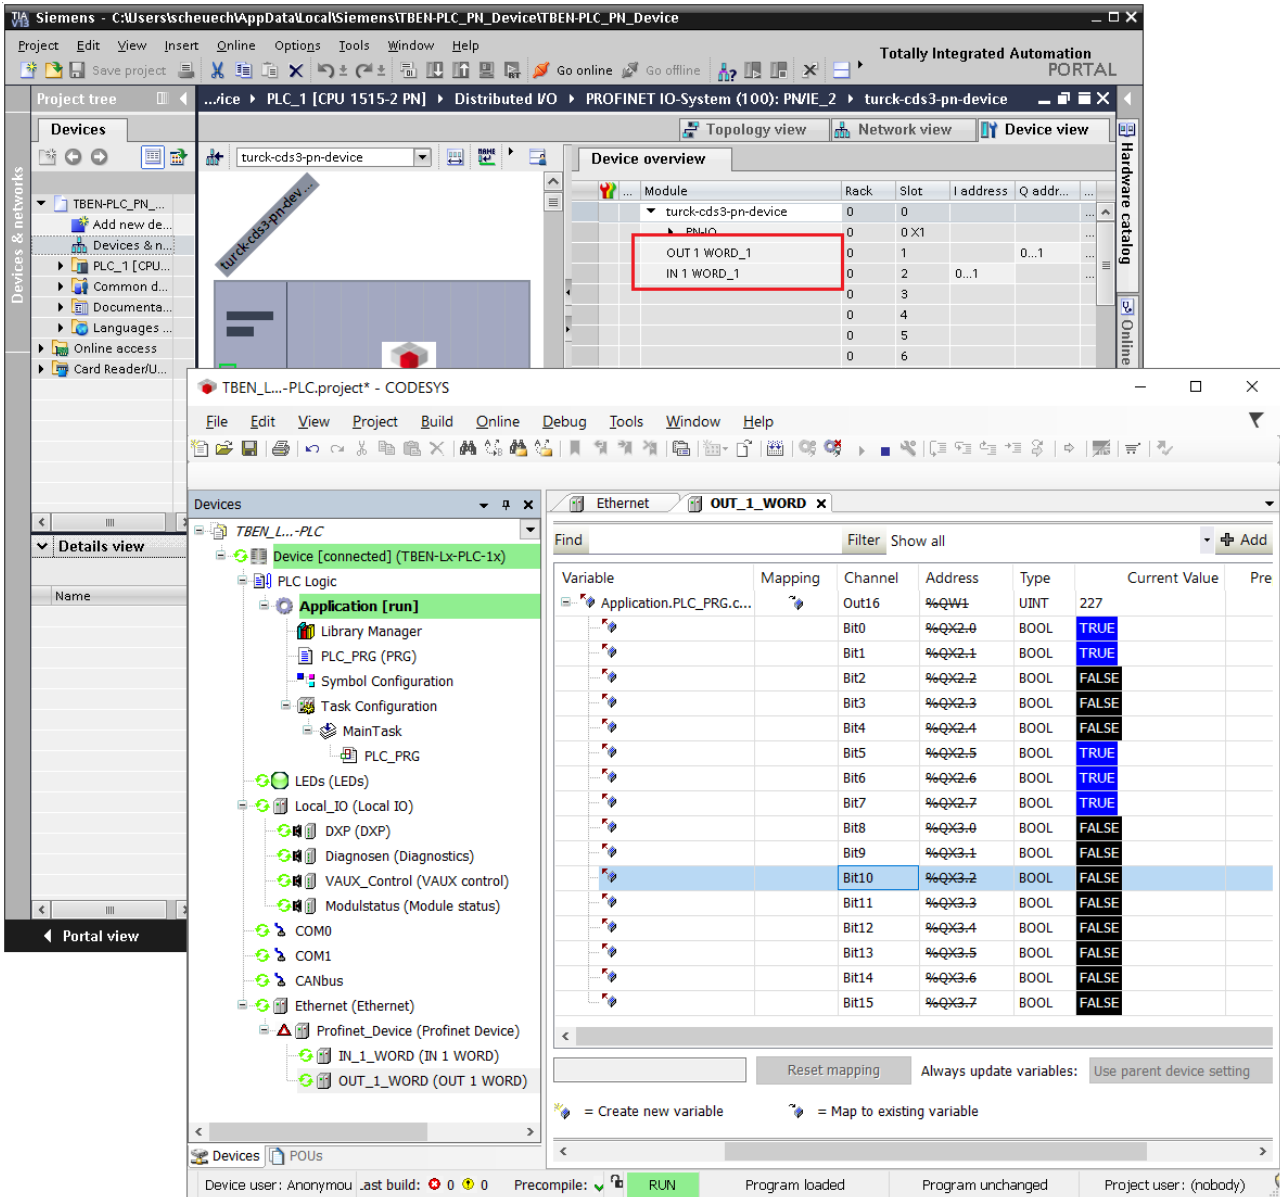 Siemens - C:\Users\scheuech\AppData\Local\Siemens\TBEN-PLC_PN_Device\TBEN-PLC_PN_Device
Project Edit View Insert Online Options Tools Window Help
Totally Integrated Automation
PORTAL
Save project
Go online
Go offline
Project tree
...vice PLC_1 [CPU 1515-2 PN] Distributed I/O PROFINET IO-System (100): PN/IE_2 turck-cds3-pn-device
Devices
Topology view Network view Device view
turck-cds3-pn-device
Device overview
Devices & networks
Hardware catalog
Online
TBEN-PLC_PN_...
Add new de...
Devices & n...
PLC_1 [CPU...
Common d...
Documenta...
Languages ...
Online access
Card Reader/U...
turck-cds3-pn-dev...
... Module Rack Slot I address Q addr... ...
turck-cds3-pn-device 0 0 ...
PN-IO 0 0 X1 ...
OUT 1 WORD_1 0 1 0...1 ...
IN 1 WORD_1 0 2 0...1 ...
0 3
0 4
0 5
0 6
Details view
Name
Portal view
TBEN_L...-PLC.project* - CODESYS
File Edit View Project Build Online Debug Tools Window Help
Devices
TBEN_L...-PLC
Device [connected] (TBEN-Lx-PLC-1x)
PLC Logic
Application [run]
Library Manager
PLC_PRG (PRG)
Symbol Configuration
Task Configuration
MainTask
PLC_PRG
LEDs (LEDs)
Local_IO (Local IO)
DXP (DXP)
Diagnosen (Diagnostics)
VAUX_Control (VAUX control)
Modulstatus (Module status)
COM0
COM1
CANbus
Ethernet (Ethernet)
Profinet_Device (Profinet Device)
IN_1_WORD (IN 1 WORD)
OUT_1_WORD (OUT 1 WORD)
Devices POUs
Ethernet OUT_1_WORD
Find Filter Show all Add
Variable Mapping Channel Address Type Current Value Pre
Application.PLC_PRG.c... Out16 %QW1 UINT 227
Bit0 %QX2.0 BOOL TRUE
Bit1 %QX2.1 BOOL TRUE
Bit2 %QX2.2 BOOL FALSE
Bit3 %QX2.3 BOOL FALSE
Bit4 %QX2.4 BOOL FALSE
Bit5 %QX2.5 BOOL TRUE
Bit6 %QX2.6 BOOL TRUE
Bit7 %QX2.7 BOOL TRUE
Bit8 %QX3.0 BOOL FALSE
Bit9 %QX3.1 BOOL FALSE
Bit10 %QX3.2 BOOL FALSE
Bit11 %QX3.3 BOOL FALSE
Bit12 %QX3.4 BOOL FALSE
Bit13 %QX3.5 BOOL FALSE
Bit14 %QX3.6 BOOL FALSE
Bit15 %QX3.7 BOOL FALSE
Reset mapping Always update variables: Use parent device setting
= Create new variable = Map to existing variable
Device user: Anonymou .ast build: 0 0 Precompile: RUN Program loaded Program unchanged Project user: (nobody)